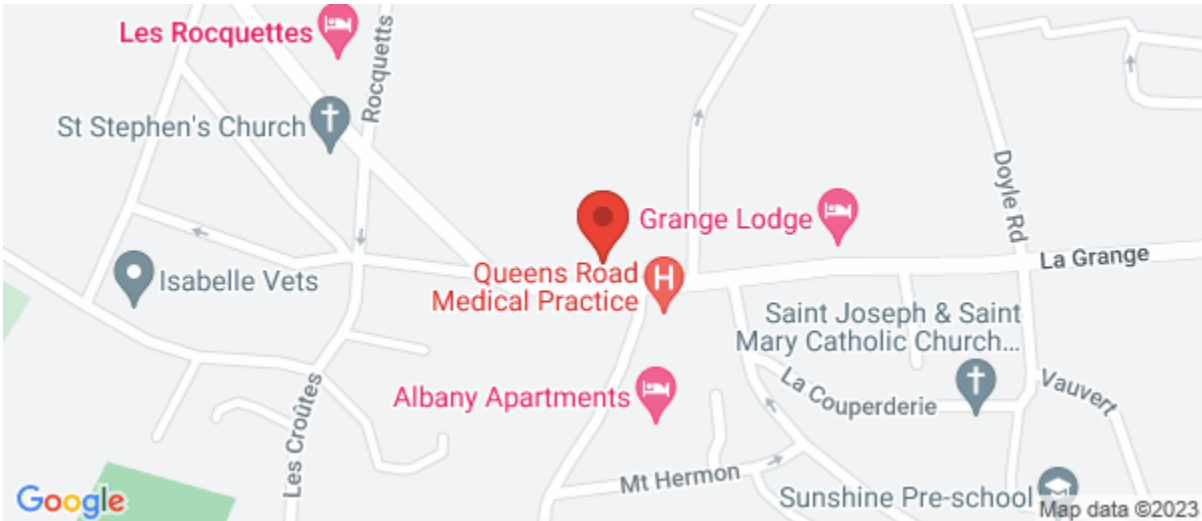 Les Rocquettes
Rocquetts
St Stephen's Church
Doyle Rd
Grange Lodge
La Grange
Isabelle Vets
Queens Road
Medical Practice
H
Saint Joseph & Saint
Mary Catholic Church...
Albany Apartments
La Couperderie
Vauvert
Les Croûtes
Mt Hermon
Sunshine Pre-school
Google
Map data ©2023